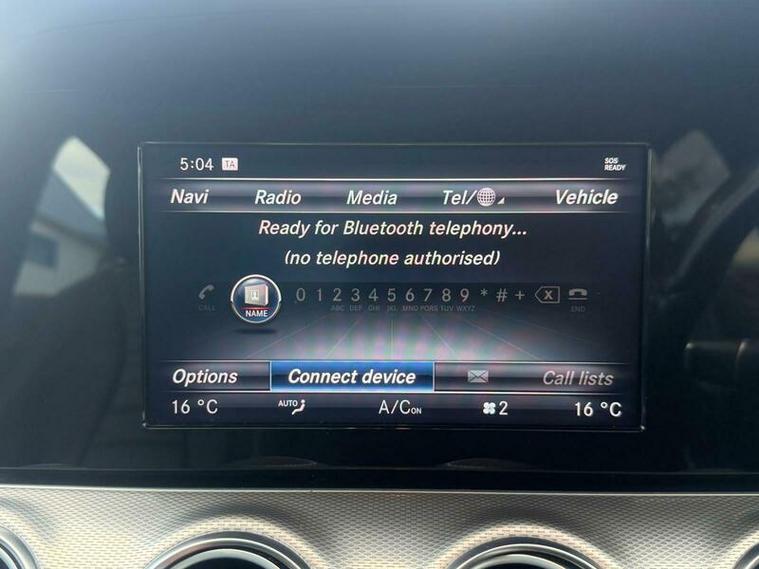 5:04 TA SOS
READY
Navi Radio Media Tel/ Vehicle
Ready for Bluetooth telephony...
(no telephone authorised)
0 1 2 3 4 5 6 7 8 9 * # +
CALL NAME ABC DEF GHI JKL MNO PQRS TUV WXYZ END
Options Connect device Call lists
16 °C AUTO A/C ON 2 16 °C